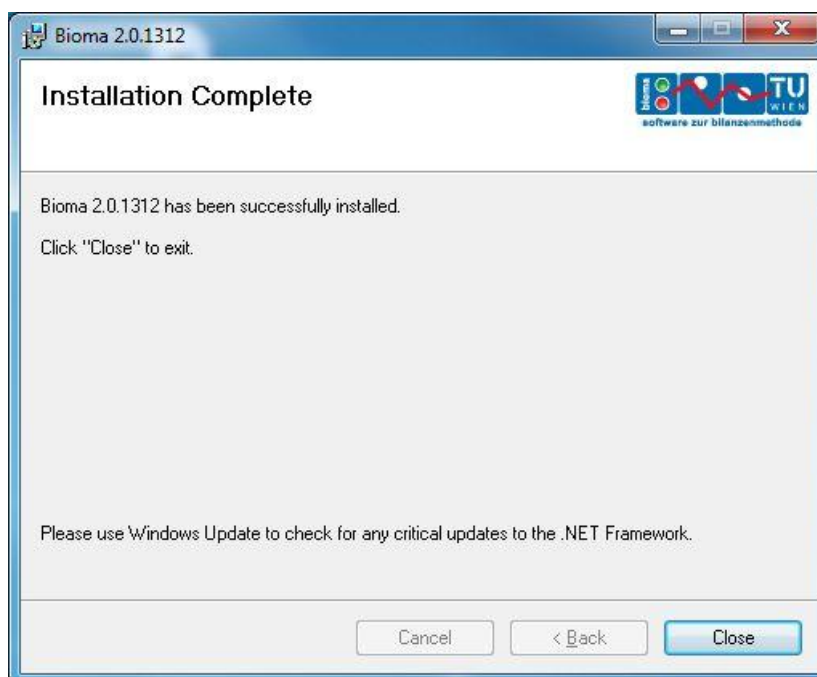 Bioma 2.0.1312
Installation Complete
bioma
TU
WIEN
software zur bilanzenmethode
Bioma 2.0.1312 has been successfully installed.
Click "Close" to exit.
Please use Windows Update to check for any critical updates to the .NET Framework.
Cancel
< Back
Close